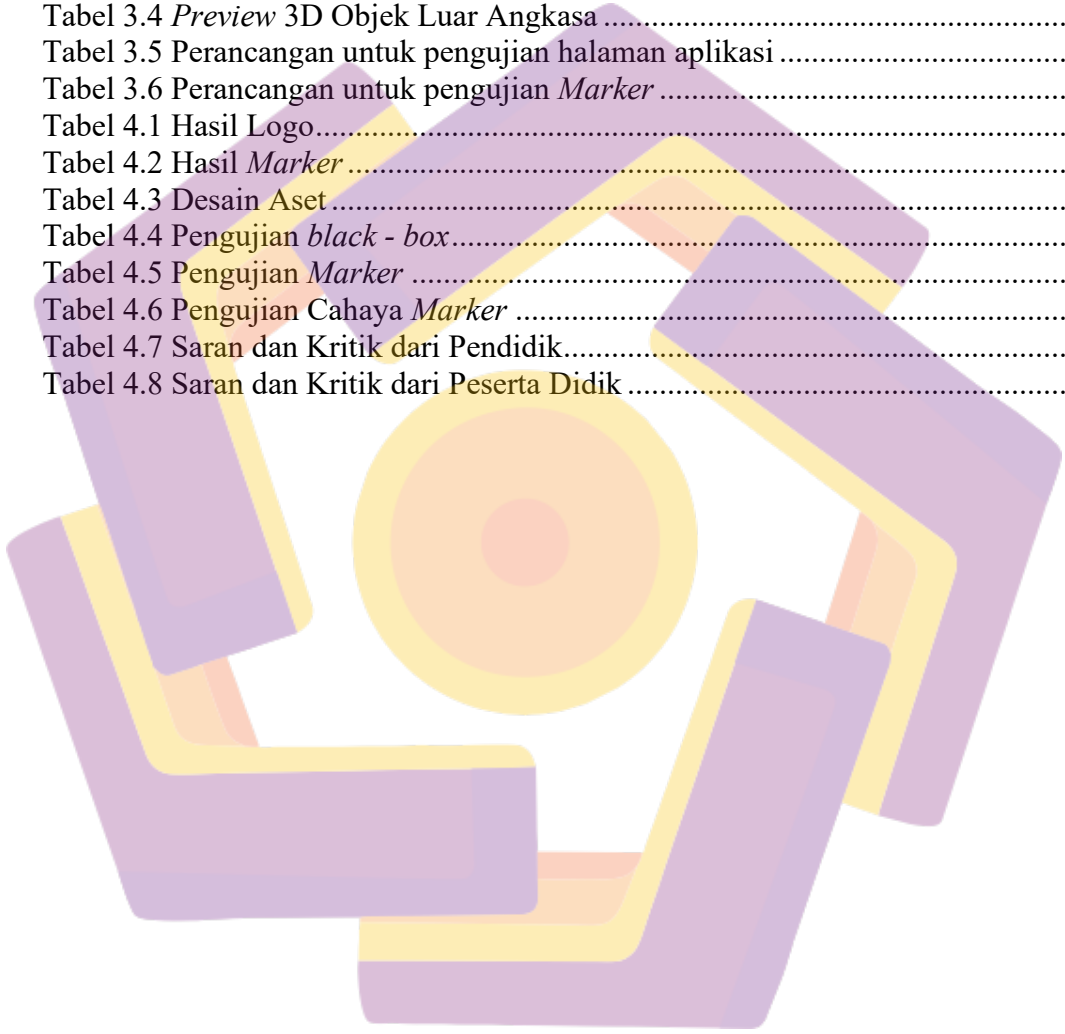 Tabel 3.4 Preview 3D Objek Luar Angkasa ..........................................................
Tabel 3.5 Perancangan untuk pengujian halaman aplikasi ....................................
Tabel 3.6 Perancangan untuk pengujian Marker ...................................................
Tabel 4.1 Hasil Logo..............................................................................................
Tabel 4.2 Hasil Marker ..........................................................................................
Tabel 4.3 Desain Aset ............................................................................................
Tabel 4.4 Pengujian black - box.............................................................................
Tabel 4.5 Pengujian Marker ..................................................................................
Tabel 4.6 Pengujian Cahaya Marker .....................................................................
Tabel 4.7 Saran dan Kritik dari Pendidik...............................................................
Tabel 4.8 Saran dan Kritik dari Peserta Didik .......................................................